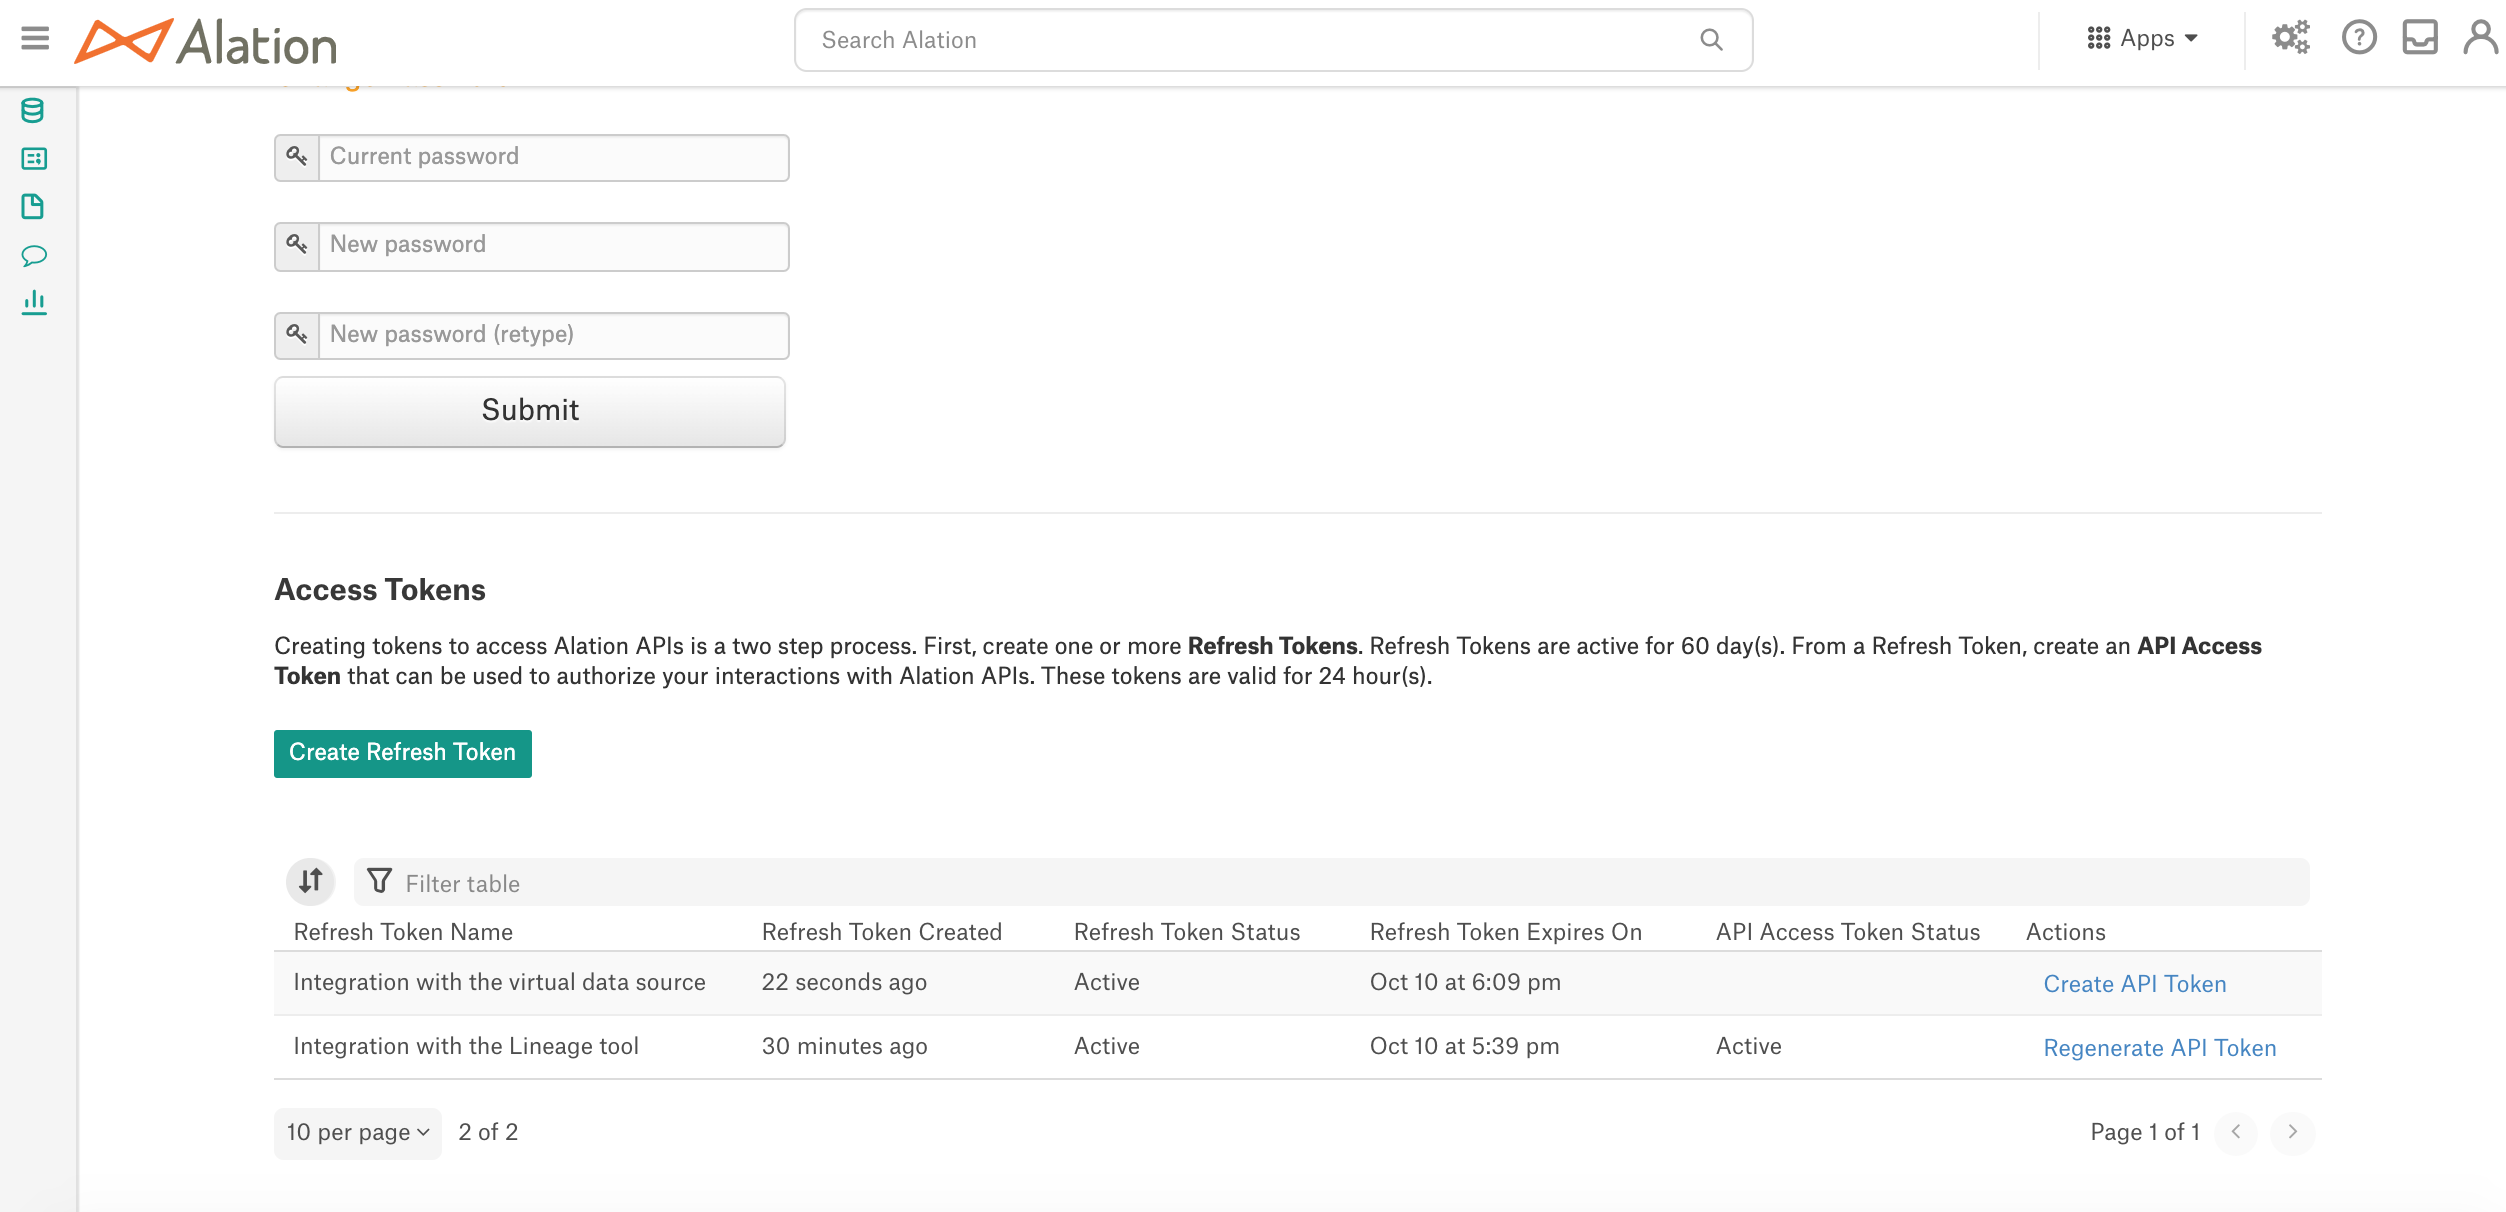 Alation
Search Alation
Apps
Current password
New password
New password (retype)
Submit
Access Tokens
Creating tokens to access Alation APIs is a two step process. First, create one or more Refresh Tokens. Refresh Tokens are active for 60 day(s). From a Refresh Token, create an API Access
Token that can be used to authorize your interactions with Alation APIs. These tokens are valid for 24 hour(s).
Create Refresh Token
Filter table
Refresh Token Name Refresh Token Created Refresh Token Status Refresh Token Expires On API Access Token Status Actions
Integration with the virtual data source 22 seconds ago Active Oct 10 at 6:09 pm Create API Token
Integration with the Lineage tool 30 minutes ago Active Oct 10 at 5:39 pm Active Regenerate API Token
10 per page 2 of 2 Page 1 of 1